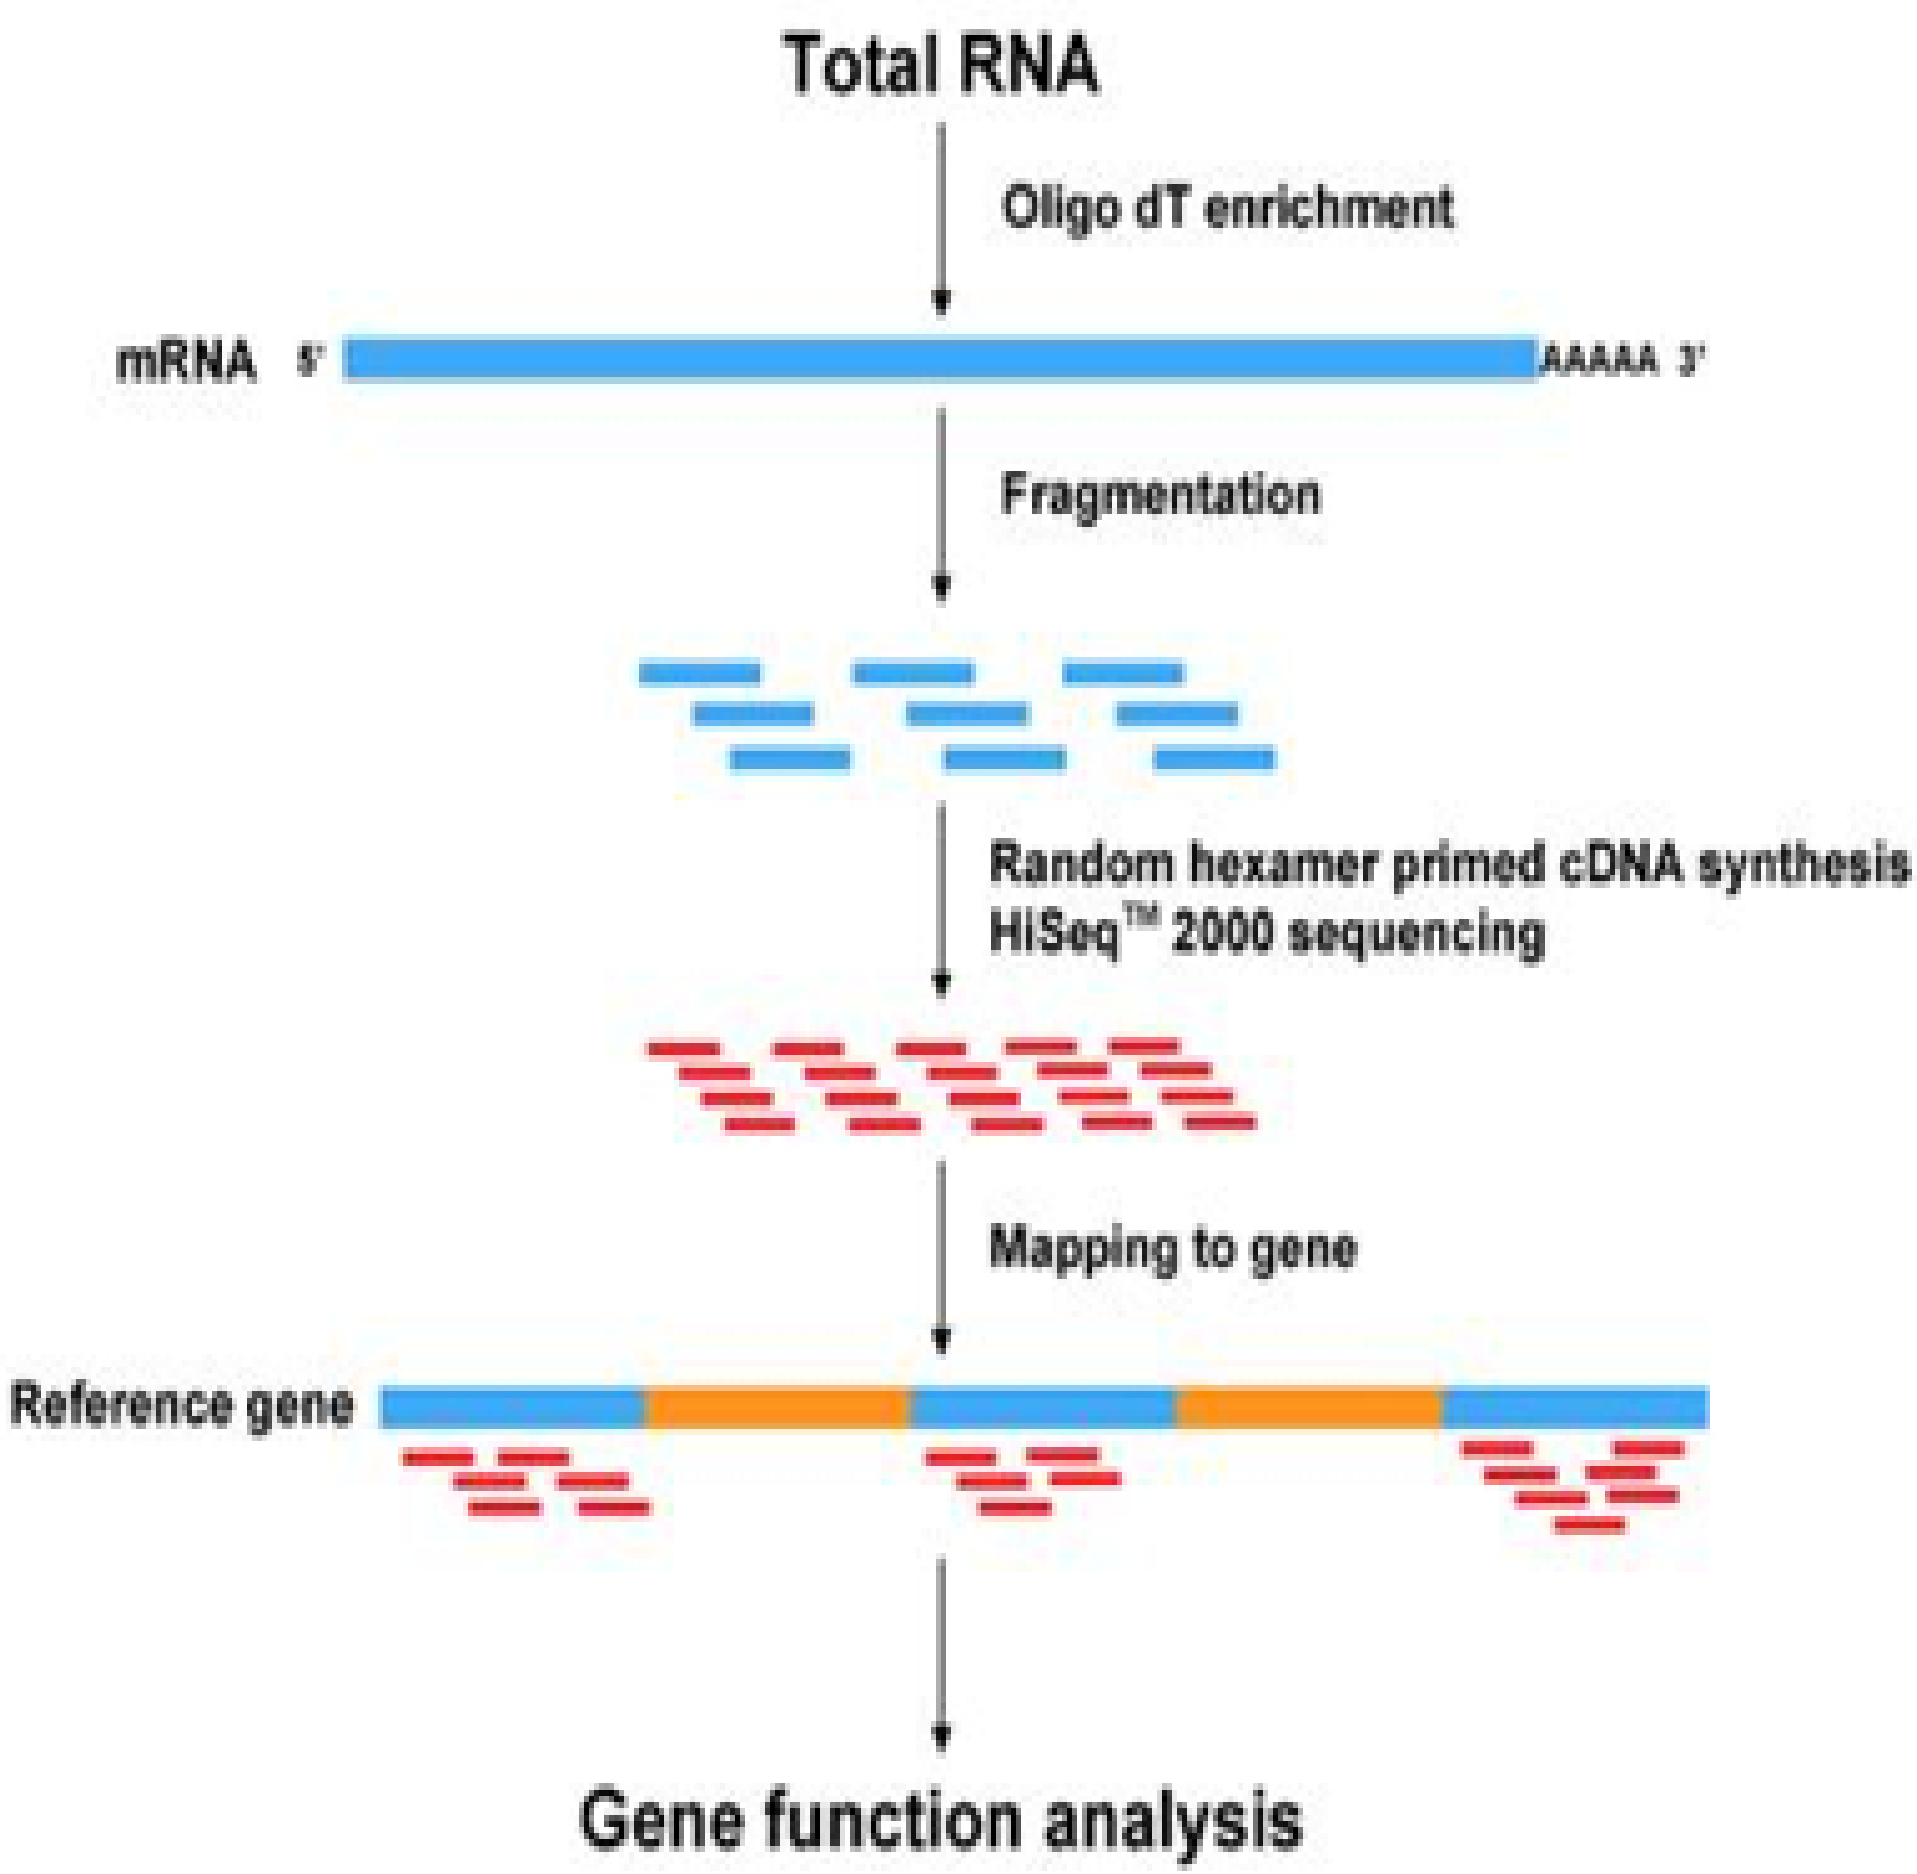 Total RNA
Oligo dT enrichment
mRNA 5' AAAAA 3'
Fragmentation
Random hexamer primed cDNA synthesis
HiSeq™ 2000 sequencing
Mapping to gene
Reference gene
Gene function analysis